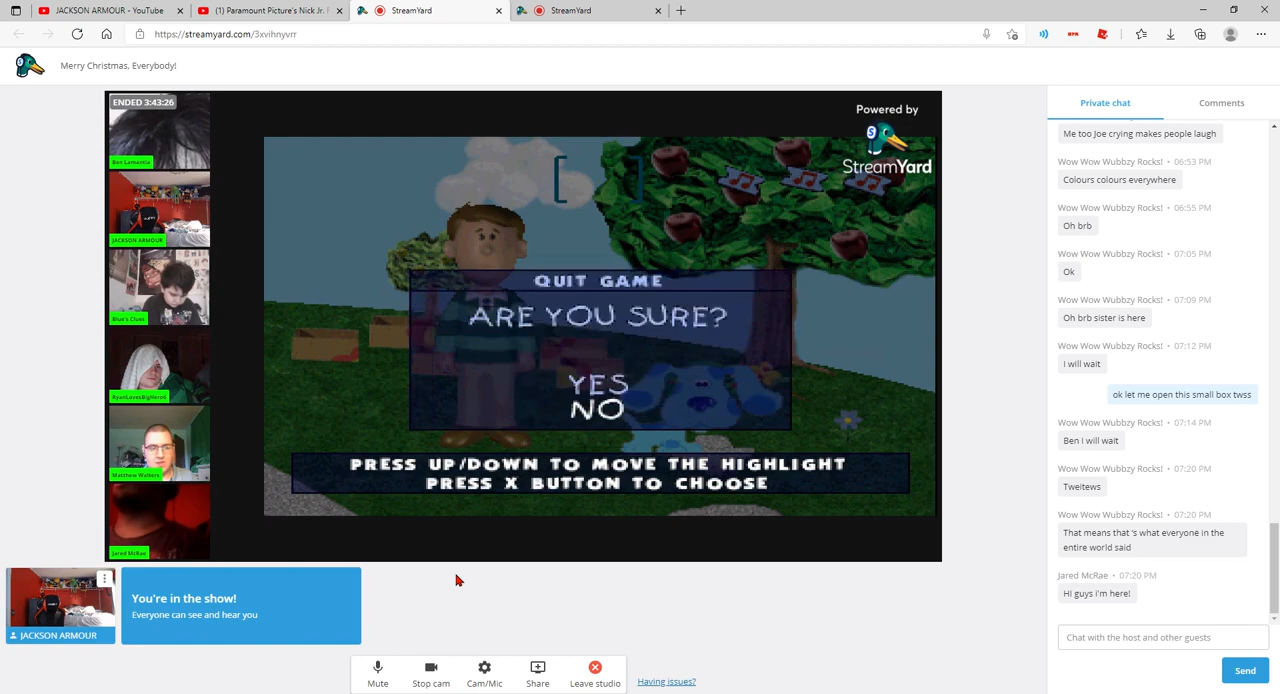 JACKSON ARMOUR - YouTube
(1) Paramount Picture's Nick Jr. F
StreamYard
StreamYard
https://streamyard.com/3xvihnyvrr
Merry Christmas, Everybody!
ENDED 3:43:26
Ben Lamantia
JACKSON ARMOUR
Blue's Clues
RyanLovesBigHero6
Matthew Walters
Jared McRae
Powered by
StreamYard
QUIT GAME
ARE YOU SURE?
YES
NO
PRESS UP/DOWN TO MOVE THE HIGHLIGHT
PRESS X BUTTON TO CHOOSE
JACKSON ARMOUR
You're in the show!
Everyone can see and hear you
Mute
Stop cam
Cam/Mic
Share
Leave studio
Having issues?
Private chat
Comments
Me too Joe crying makes people laugh
Wow Wow Wubbzy Rocks! • 06:53 PM
Colours colours everywhere
Wow Wow Wubbzy Rocks! • 06:55 PM
Oh brb
Wow Wow Wubbzy Rocks! • 07:05 PM
Ok
Wow Wow Wubbzy Rocks! • 07:09 PM
Oh brb sister is here
Wow Wow Wubbzy Rocks! • 07:12 PM
I will wait
ok let me open this small box twss
Wow Wow Wubbzy Rocks! • 07:14 PM
Ben I will wait
Wow Wow Wubbzy Rocks! • 07:20 PM
Tweitews
Wow Wow Wubbzy Rocks! • 07:20 PM
That means that 's what everyone in the
entire world said
Jared McRae • 07:20 PM
HI guys i'm here!
Chat with the host and other guests
Send